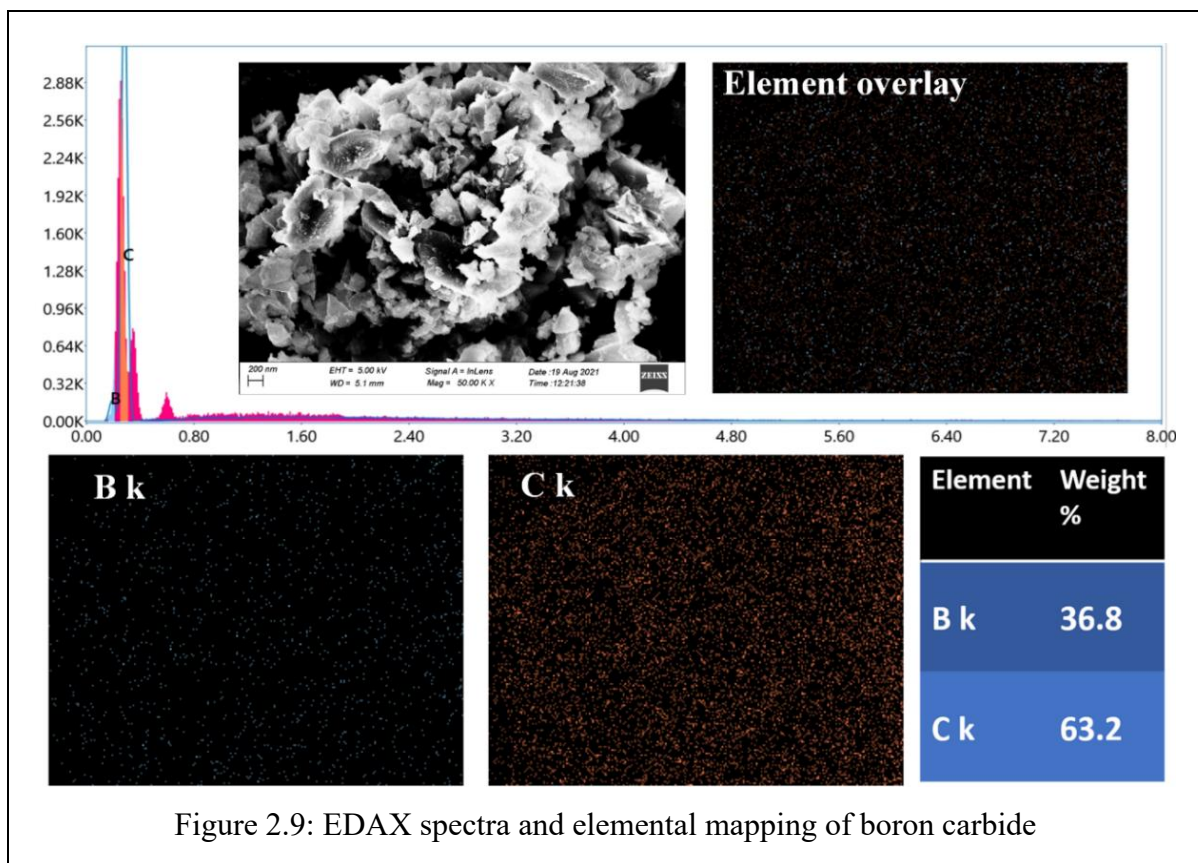 2.88K
2.56K
2.24K
1.92K
1.60K
1.28K
0.96K
0.64K
0.32K
0.00K
0.00 0.80 1.60 2.40 3.20 4.00 4.80 5.60 6.40 7.20 8.00
C
B
200 nm EHT = 5.00 kV Signal A = InLens Date :19 Aug 2021
WD = 5.1 mm Mag = 50.00 K X Time :12:21:38
ZEISS
Element overlay
B k
C k
Element Weight
%
B k 36.8
C k 63.2
Figure 2.9: EDAX spectra and elemental mapping of boron carbide